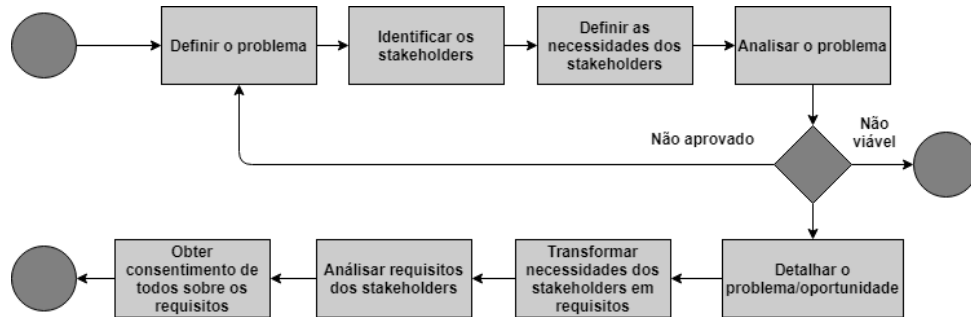 Definir o problema
Identificar os
stakeholders
Definir as
necessidades dos
stakeholders
Analisar o problema
Não aprovado
Não
viável
Obter
consentimento de
todos sobre os
requisitos
Análisar requisitos
dos stakeholders
Transformar
necessidades dos
stakeholders em
requisitos
Detalhar o
problema/oportunidade